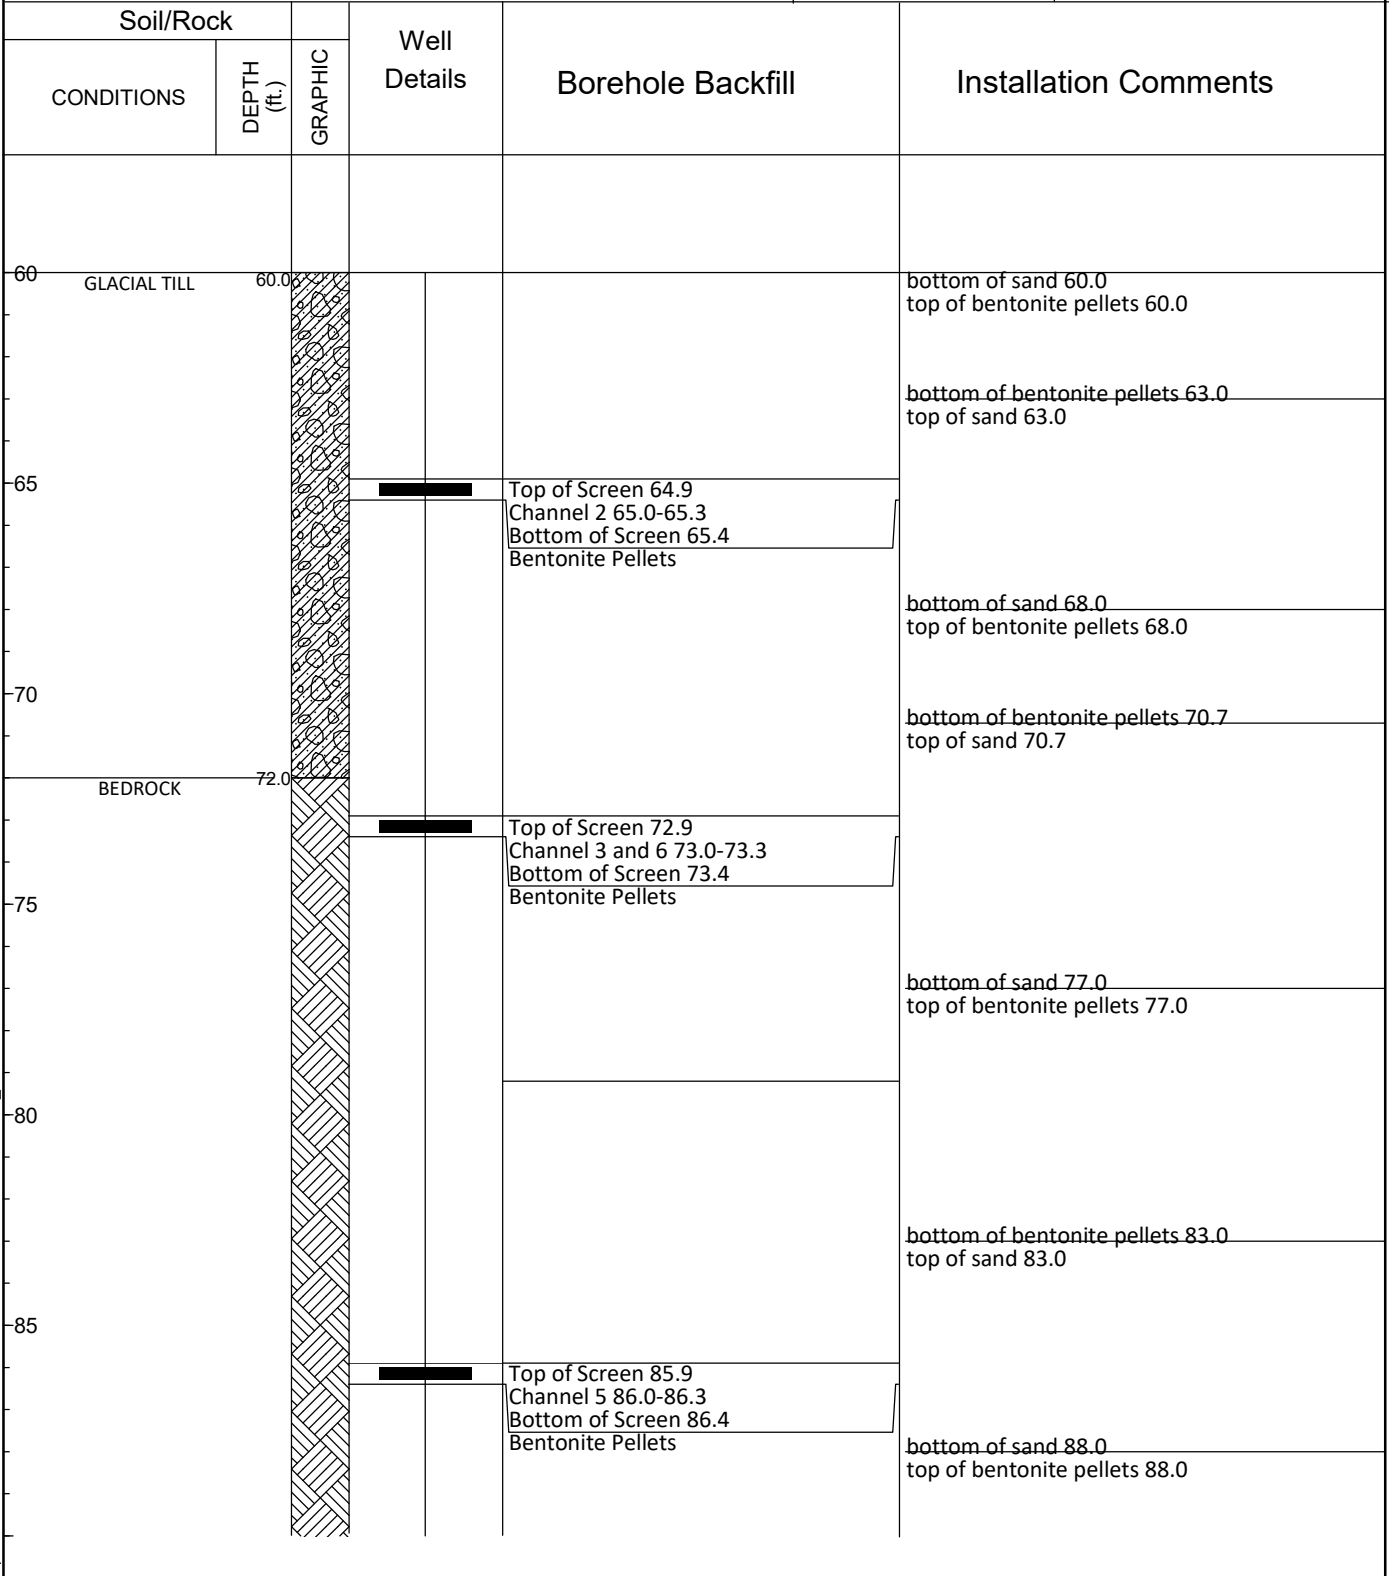 Soil/Rock
CONDITIONS
DEPTH
(ft.)
GRAPHIC
Well
Details
Borehole Backfill
Installation Comments
60
GLACIAL TILL
60.0
bottom of sand 60.0
top of bentonite pellets 60.0
bottom of bentonite pellets 63.0
top of sand 63.0
65
Top of Screen 64.9
Channel 2 65.0-65.3
Bottom of Screen 65.4
Bentonite Pellets
bottom of sand 68.0
top of bentonite pellets 68.0
70
bottom of bentonite pellets 70.7
top of sand 70.7
72.0
BEDROCK
Top of Screen 72.9
Channel 3 and 6 73.0-73.3
Bottom of Screen 73.4
Bentonite Pellets
75
bottom of sand 77.0
top of bentonite pellets 77.0
80
bottom of bentonite pellets 83.0
top of sand 83.0
85
Top of Screen 85.9
Channel 5 86.0-86.3
Bottom of Screen 86.4
Bentonite Pellets
bottom of sand 88.0
top of bentonite pellets 88.0